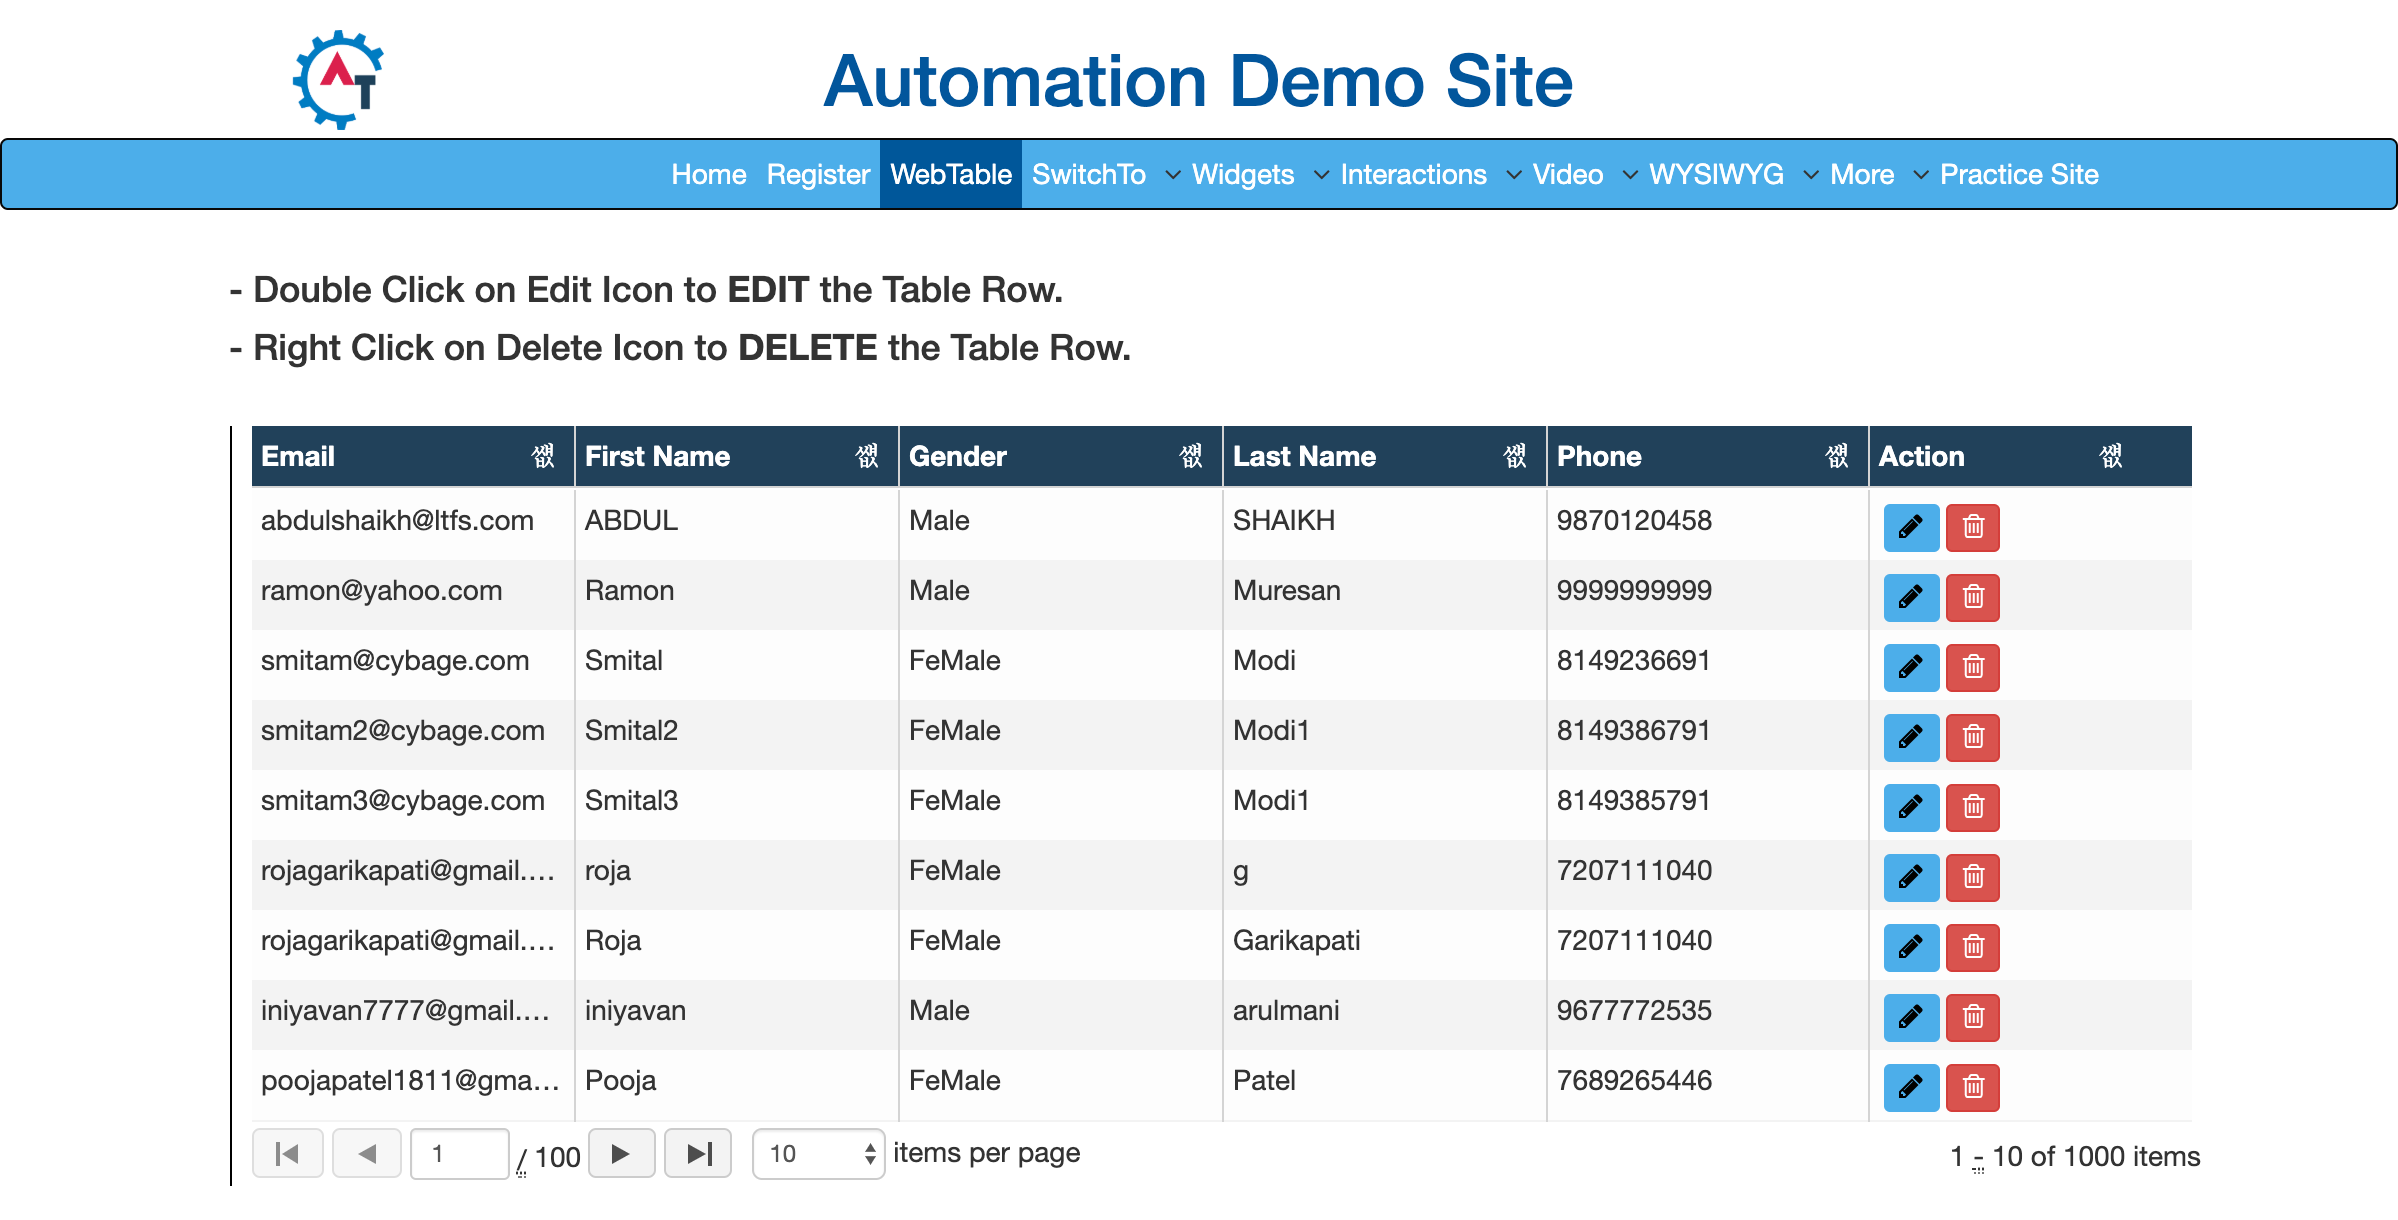 AT
Automation Demo Site
Home Register WebTable SwitchTo Widgets Interactions Video WYSIWYG More Practice Site
- Double Click on Edit Icon to EDIT the Table Row.
- Right Click on Delete Icon to DELETE the Table Row.
Email First Name Gender Last Name Phone Action
abdulshaikh@ltfs.com ABDUL Male SHAIKH 9870120458
ramon@yahoo.com Ramon Male Muresan 9999999999
smitam@cybage.com Smital FeMale Modi 8149236691
smitam2@cybage.com Smital2 FeMale Modi1 8149386791
smitam3@cybage.com Smital3 FeMale Modi1 8149385791
rojagarikapati@gmail.... roja FeMale g 7207111040
rojagarikapati@gmail.... Roja FeMale Garikapati 7207111040
iniyavan7777@gmail.... iniyavan Male arulmani 9677772535
poojapatel1811@gma... Pooja FeMale Patel 7689265446
1 / 100 10 items per page 1 - 10 of 1000 items